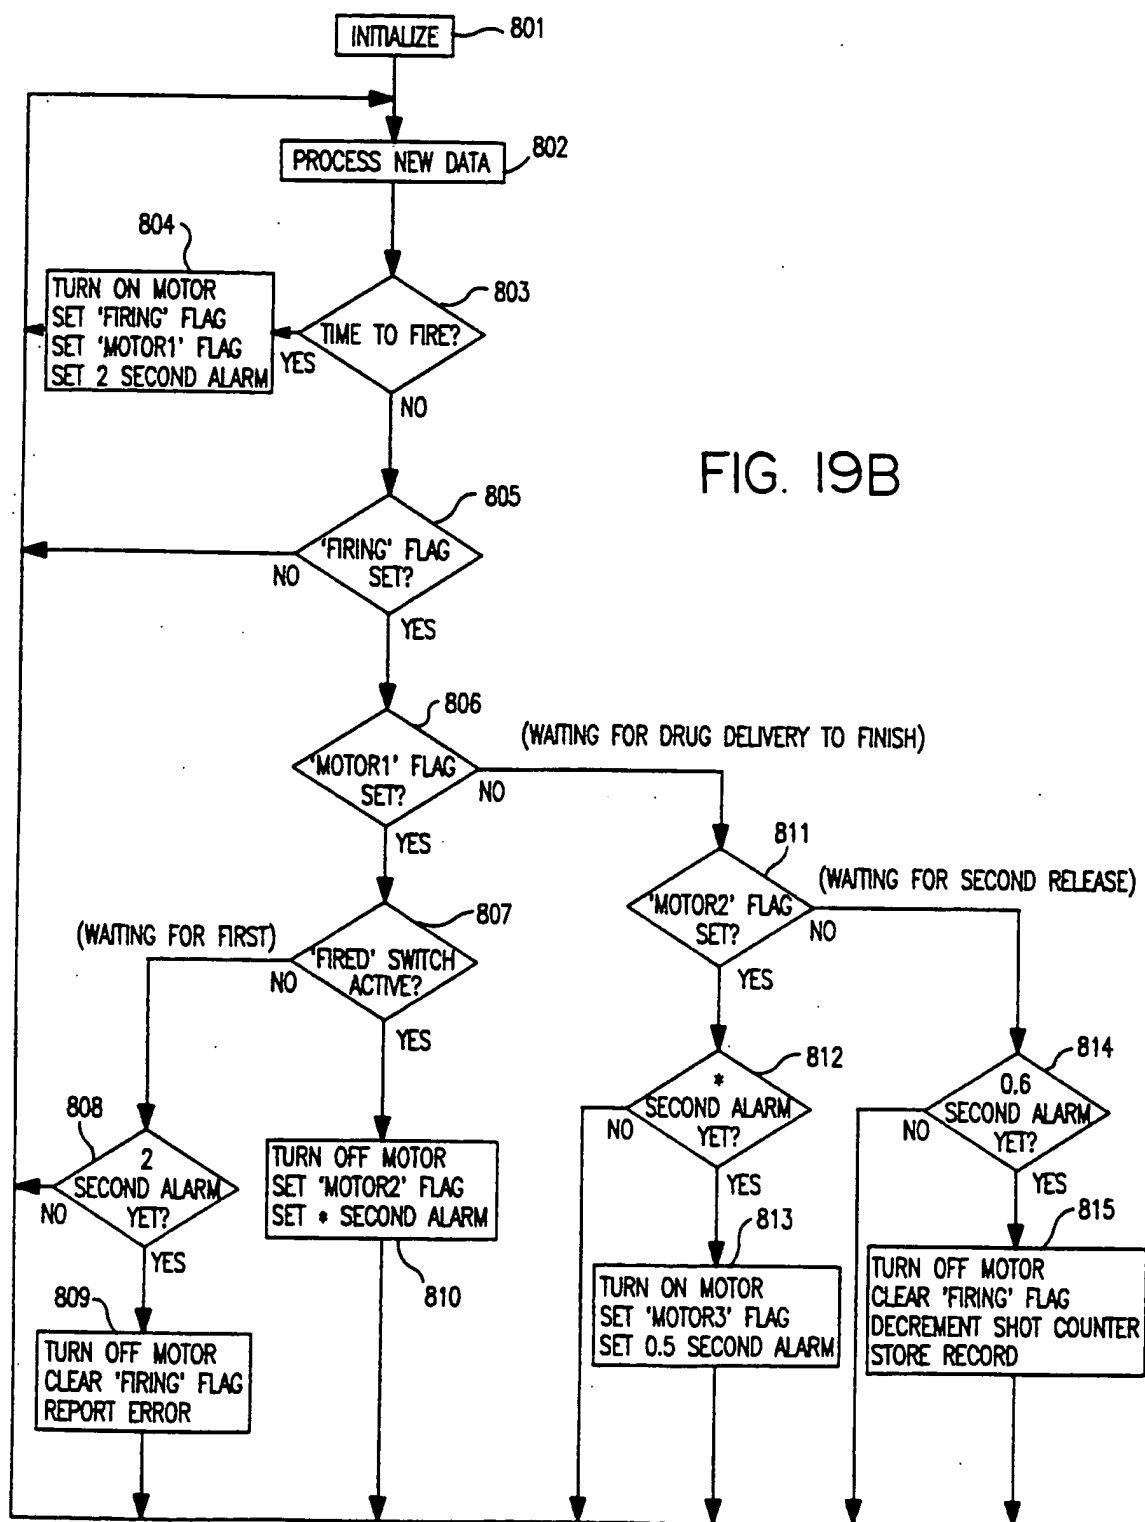 INITIALIZE
801
PROCESS NEW DATA
802
804
TURN ON MOTOR
SET 'FIRING' FLAG
SET 'MOTOR1' FLAG
SET 2 SECOND ALARM
803
TIME TO FIRE?
YES
NO
FIG. 19B
805
'FIRING' FLAG
SET?
NO
YES
806
'MOTOR1' FLAG
SET?
NO
YES
(WAITING FOR DRUG DELIVERY TO FINISH)
811
'MOTOR2' FLAG
SET?
NO
YES
(WAITING FOR SECOND RELEASE)
(WAITING FOR FIRST)
807
'FIRED' SWITCH
ACTIVE?
NO
YES
808
2
SECOND ALARM
YET?
NO
YES
TURN OFF MOTOR
SET 'MOTOR2' FLAG
SET * SECOND ALARM
810
812
*
SECOND ALARM
YET?
NO
YES
814
0.6
SECOND ALARM
YET?
NO
YES
809
TURN OFF MOTOR
CLEAR 'FIRING' FLAG
REPORT ERROR
813
TURN ON MOTOR
SET 'MOTOR3' FLAG
SET 0.5 SECOND ALARM
815
TURN OFF MOTOR
CLEAR 'FIRING' FLAG
DECREMENT SHOT COUNTER
STORE RECORD